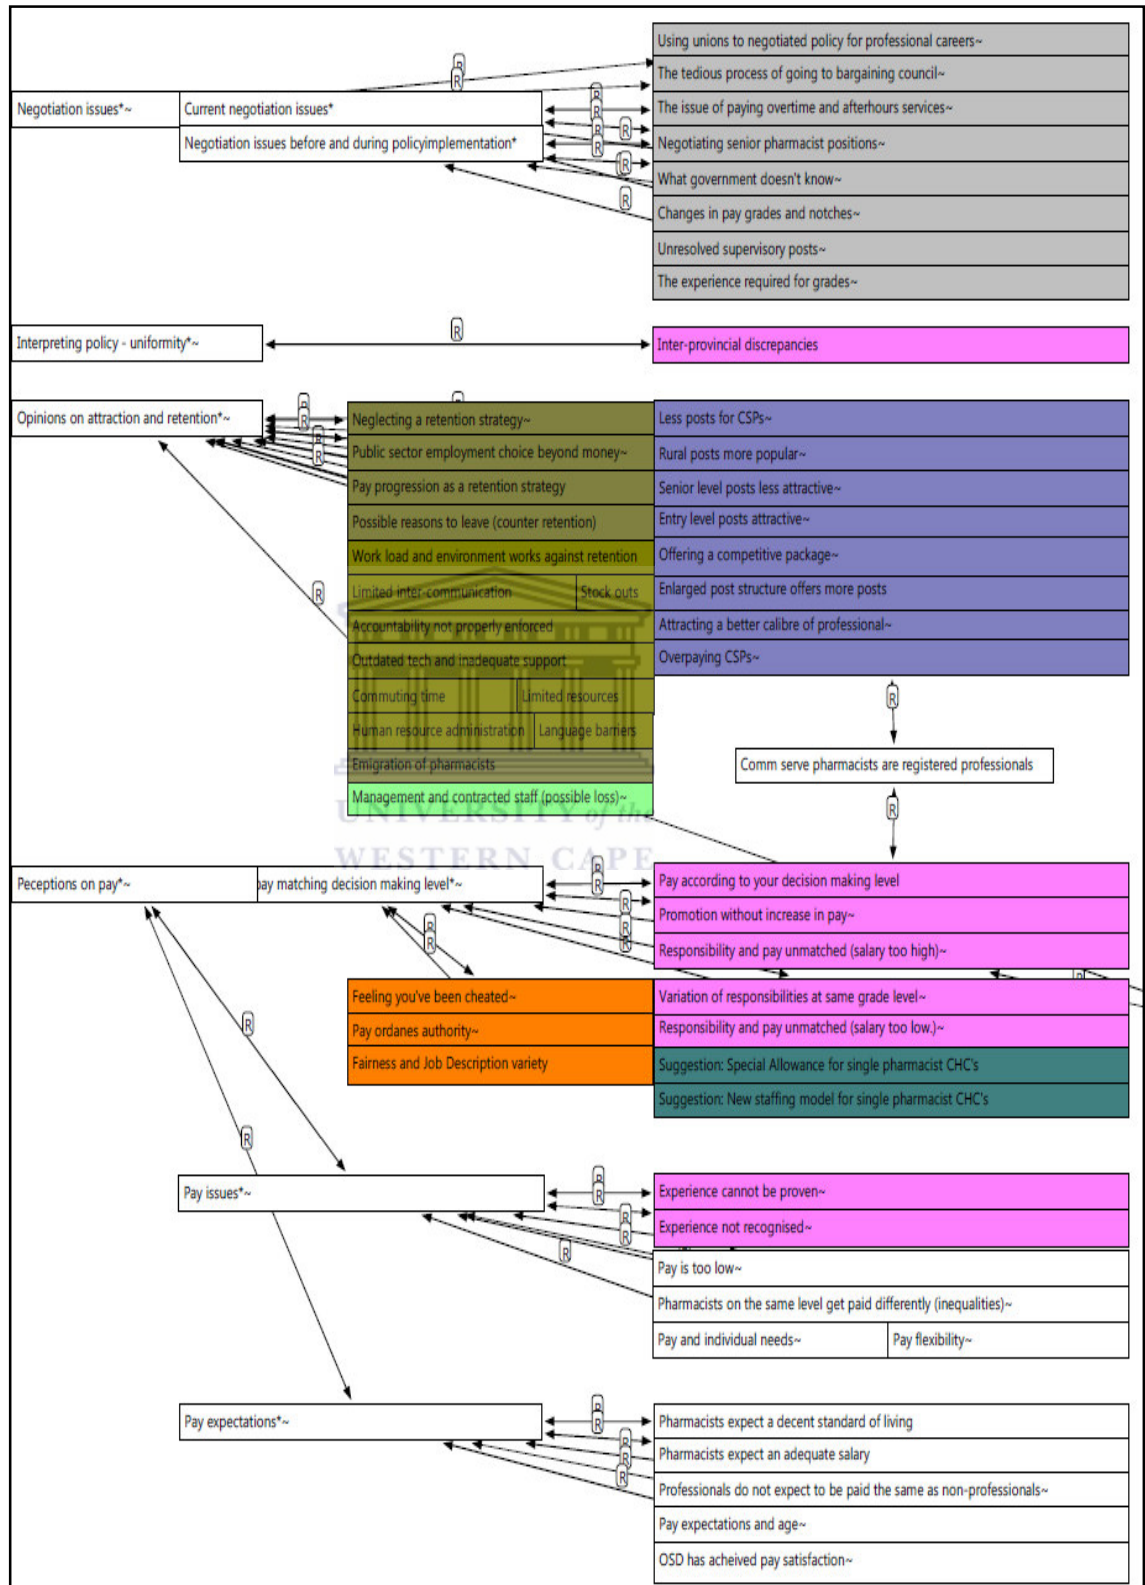 Using unions to negotiated policy for professional careers~
The tedious process of going to bargaining council~
Negotiation issues*~
Current negotiation issues*
The issue of paying overtime and afterhours services~
Negotiation issues before and during policyimplementation*
Negotiating senior pharmacist positions~
What government doesn't know~
Changes in pay grades and notches~
Unresolved supervisory posts~
The experience required for grades~
Interpreting policy - uniformity*~
R
Inter-provincial discrepancies
Opinions on attraction and retention*~
Neglecting a retention strategy~
Public sector employment choice beyond money~
Pay progression as a retention strategy
Possible reasons to leave (counter retention)
Work load and environment works against retention
Limited inter-communication
Stock outs
Accountability not properly enforced
Outdated tech and inadequate support
Commuting time
Limited resources
Human resource administration
Language barriers
Emigration of pharmacists
Management and contracted staff (possible loss)~
Less posts for CSPs~
Rural posts more popular~
Senior level posts less attractive~
Entry level posts attractive~
Offering a competitive package~
Enlarged post structure offers more posts
Attracting a better calibre of professional~
Overpaying CSPs~
R
R
Comm serve pharmacists are registered professionals
R
UNIVERSITY of the
WESTERN CAPE
Peceptions on pay*~
pay matching decision making level*~
Pay according to your decision making level
Promotion without increase in pay~
Responsibility and pay unmatched (salary too high)~
Feeling you've been cheated~
Pay ordanes authority~
Fairness and Job Description variety
Variation of responsibilities at same grade level~
Responsibility and pay unmatched (salary too low.)~
Suggestion: Special Allowance for single pharmacist CHC's
Suggestion: New staffing model for single pharmacist CHC's
R
R
Pay issues*~
Experience cannot be proven~
Experience not recognised~
R
Pay is too low~
Pharmacists on the same level get paid differently (inequalities)~
Pay and individual needs~
Pay flexibility~
Pay expectations*~
Pharmacists expect a decent standard of living
Pharmacists expect an adequate salary
Professionals do not expect to be paid the same as non-professionals~
Pay expectations and age~
OSD has acheived pay satisfaction~